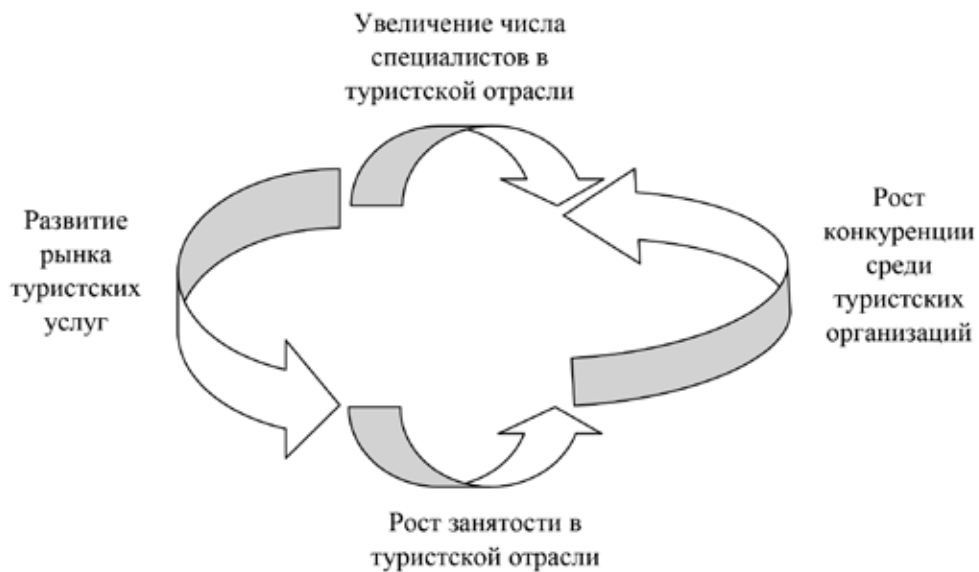 Увеличение числа
специалистов в
туристской отрасли
Развитие
рынка
туристских
услуг
Рост
конкуренции
среди
туристских
организаций
Рост занятости в
туристской отрасли